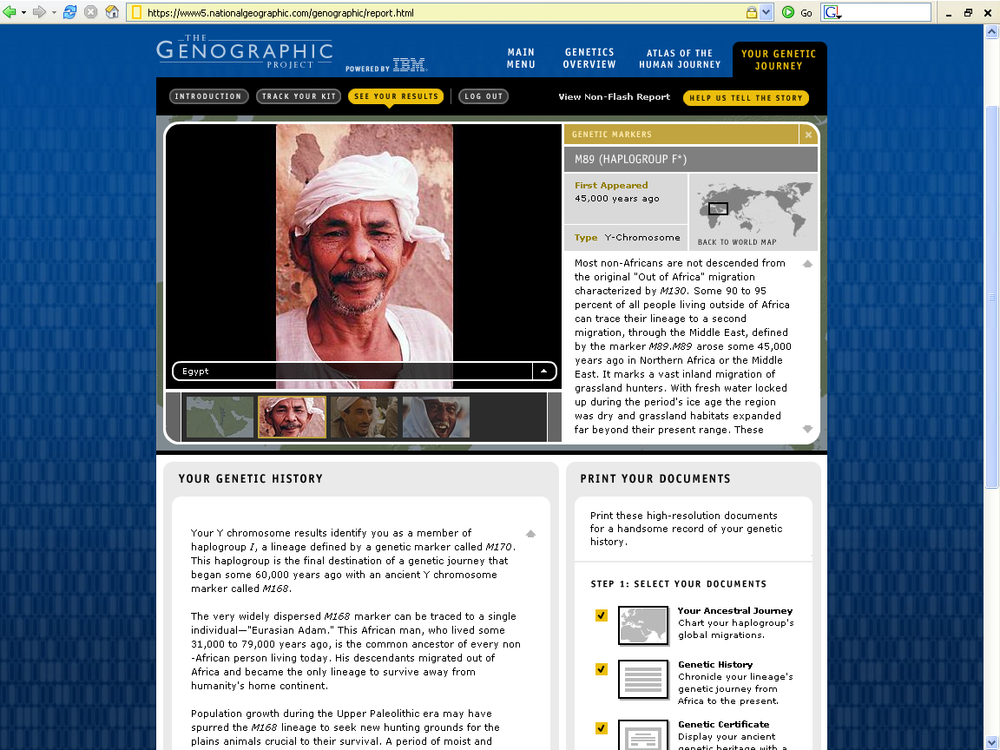 https://www5.nationalgeographic.com/genographic/report.html
Go
G
THE
GENOGRAPHIC
PROJECT
POWERED BY IBM
MAIN MENU
GENETICS OVERVIEW
ATLAS OF THE HUMAN JOURNEY
YOUR GENETIC JOURNEY
INTRODUCTION
TRACK YOUR KIT
SEE YOUR RESULTS
LOG OUT
View Non-Flash Report
HELP US TELL THE STORY
Egypt
GENETIC MARKERS
M89 (HAPLOGROUP F*)
First Appeared
45,000 years ago
Type Y-Chromosome
BACK TO WORLD MAP
Most non-Africans are not descended from
the original "Out of Africa" migration
characterized by M130. Some 90 to 95
percent of all people living outside of Africa
can trace their lineage to a second
migration, through the Middle East, defined
by the marker M89.M89 arose some 45,000
years ago in Northern Africa or the Middle
East. It marks a vast inland migration of
grassland hunters. With fresh water locked
up during the period's ice age the region
was dry and grassland habitats expanded
far beyond their present range. These
YOUR GENETIC HISTORY
Your Y chromosome results identify you as a member of
haplogroup I, a lineage defined by a genetic marker called M170.
This haplogroup is the final destination of a genetic journey that
began some 60,000 years ago with an ancient Y chromosome
marker called M168.
The very widely dispersed M168 marker can be traced to a single
individual—"Eurasian Adam." This African man, who lived some
31,000 to 79,000 years ago, is the common ancestor of every non
-African person living today. His descendants migrated out of
Africa and became the only lineage to survive away from
humanity's home continent.
Population growth during the Upper Paleolithic era may have
spurred the M168 lineage to seek new hunting grounds for the
plains animals crucial to their survival. A period of moist and
PRINT YOUR DOCUMENTS
Print these high-resolution documents
for a handsome record of your genetic
history.
STEP 1: SELECT YOUR DOCUMENTS
Your Ancestral Journey
Chart your haplogroup's
global migrations.
Genetic History
Chronicle your lineage's
genetic journey from
Africa to the present.
Genetic Certificate
Display your ancient
genetic heritage with a